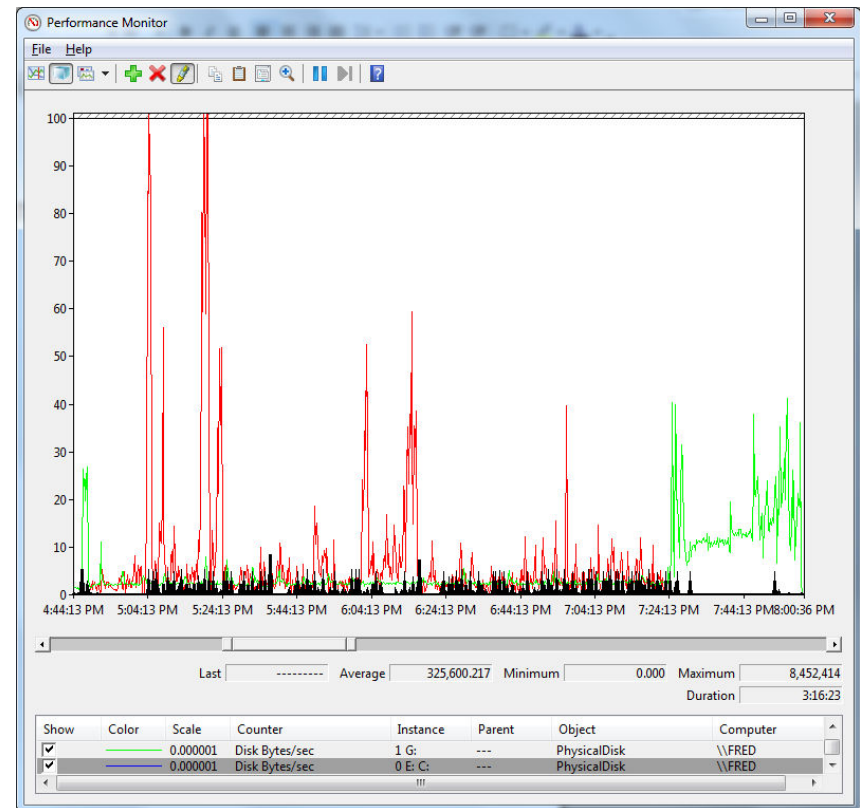 Performance Monitor
File Help
100
90
80
70
60
50
40
30
20
10
0
4:44:13 PM 5:04:13 PM 5:24:13 PM 5:44:13 PM 6:04:13 PM 6:24:13 PM 6:44:13 PM 7:04:13 PM 7:24:13 PM 7:44:13 PM 8:00:36 PM
Last --------- Average 325,600.217 Minimum 0.000 Maximum 8,452,414
Duration 3:16:23
Show Color Scale Counter Instance Parent Object Computer
0.000001 Disk Bytes/sec 1 G: --- PhysicalDisk \\FRED
0.000001 Disk Bytes/sec 0 E: C: --- PhysicalDisk \\FRED